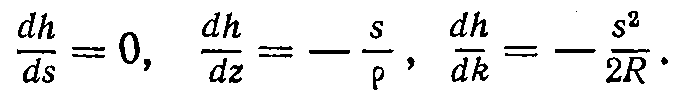 dh/ds = 0, dh/dz = − s/ρ, dh/dk = − s²/2R.